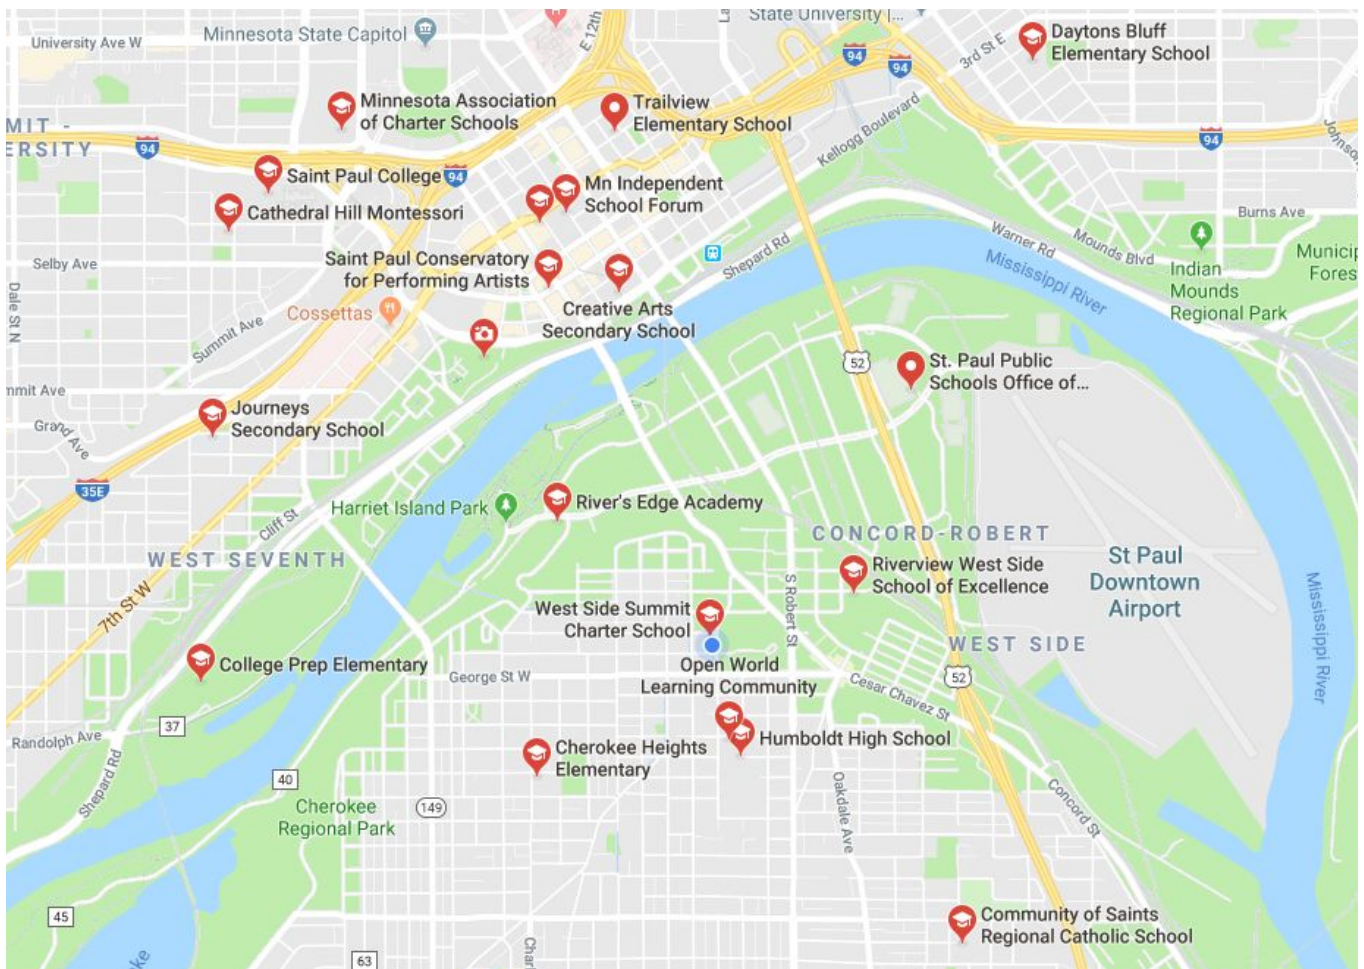 State University |...
Minnesota State Capitol
University Ave W
E 12th
Daytons Bluff
Elementary School
3rd St E
94
94
Minnesota Association
of Charter Schools
Trailview
Elementary School
MIT -
ERSITY
94
94
94
Kellogg Boulevard
Johnso
Saint Paul College
Mn Independent
School Forum
Cathedral Hill Montessori
Burns Ave
Warner Rd
Mounds Blvd
Shepard Rd
Mississippi River
Selby Ave
Saint Paul Conservatory
for Performing Artists
Indian
Mounds
Regional Park
Municip
Fores
Dale St N
Cossettas
Creative Arts
Secondary School
Summit Ave
52
St. Paul Public
Schools Office of...
mmit Ave
Grand Ave
Journeys
Secondary School
35E
Harriet Island Park
River's Edge Academy
Cliff St
CONCORD-ROBERT
WEST SEVENTH
St Paul
Downtown
Airport
Riverview West Side
School of Excellence
S Robert St
7th St W
West Side Summit
Charter School
Mississippi River
WEST SIDE
College Prep Elementary
Open World
Learning Community
George St W
52
Cesar Chavez St
37
Randolph Ave
Humboldt High School
Cherokee Heights
Elementary
Shepard Rd
40
149
Cherokee
Regional Park
Oakdale Ave
Concord St
45
Community of Saints
Regional Catholic School
Charl
63
oke